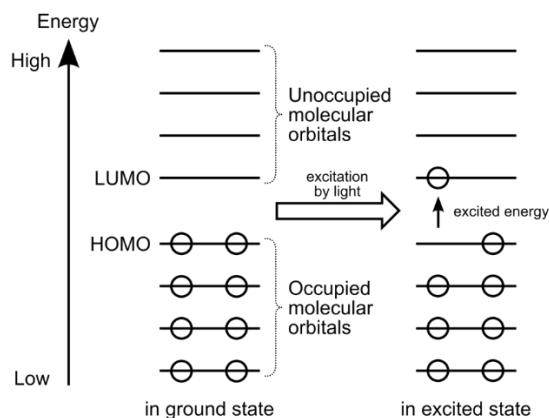 Energy
High
Unoccupied
molecular
orbitals
LUMO
excitation
by light
excited energy
HOMO
Occupied
molecular
orbitals
Low
in ground state
in excited state